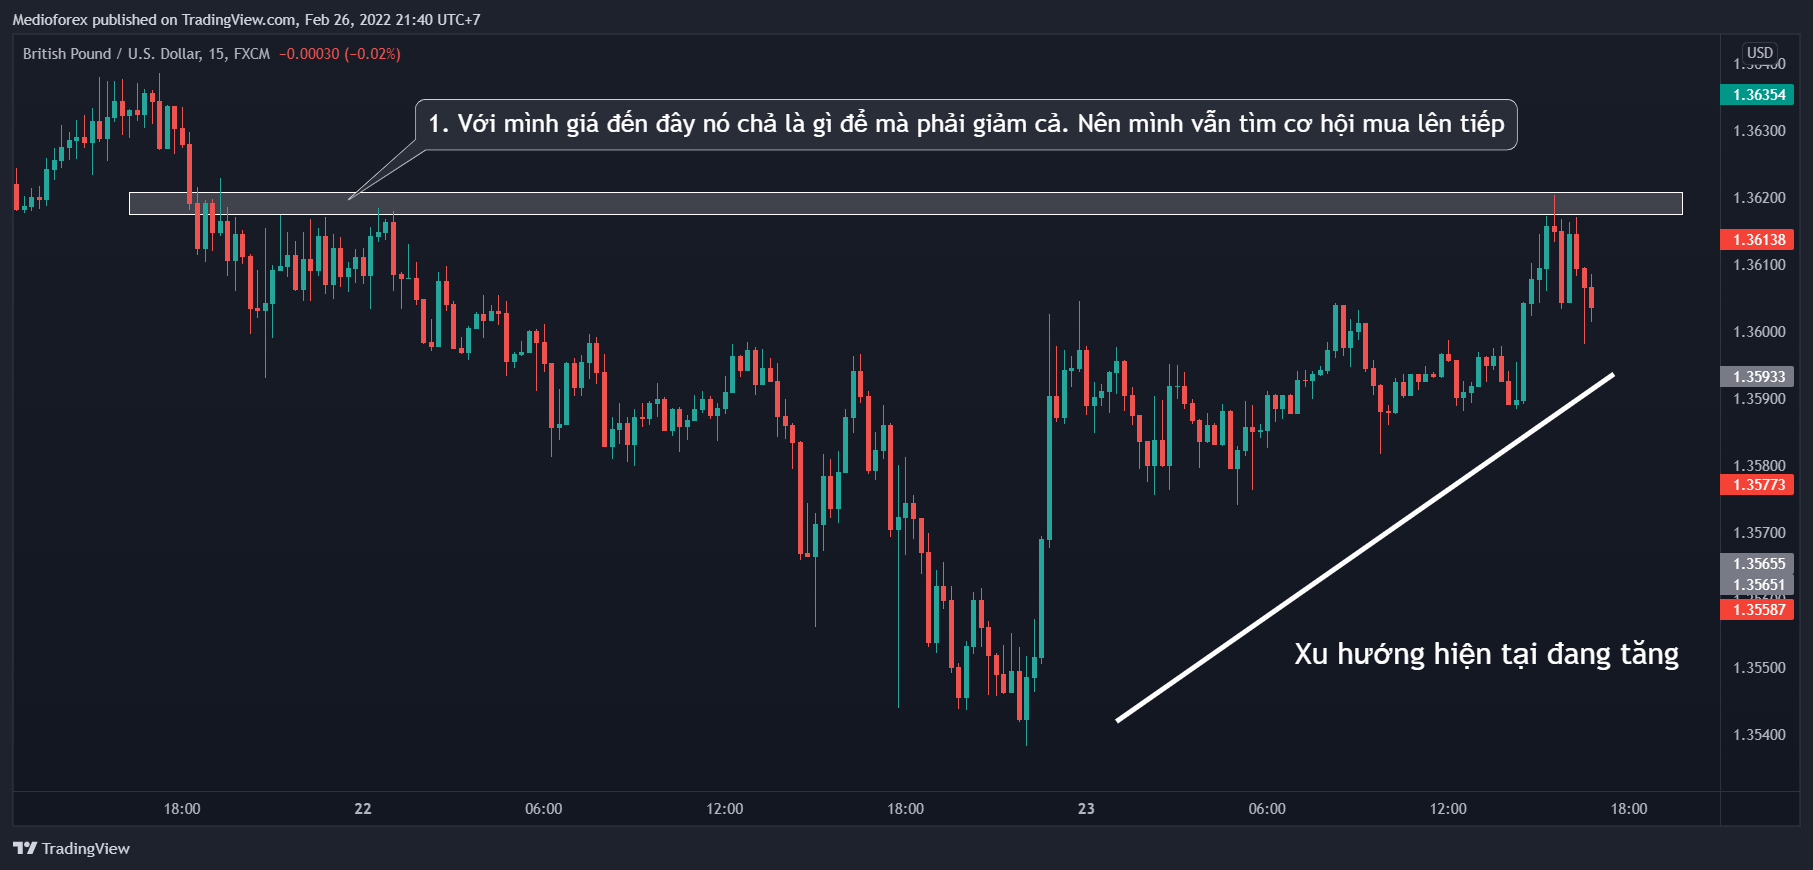 Medioforex published on TradingView.com, Feb 26, 2022 21:40 UTC+7
British Pound / U.S. Dollar, 15, FXCM −0.00030 (−0.02%)
USD
1.36354
1. Với mình giá đến đây nó chả là gì để mà phải giảm cả. Nên mình vẫn tìm cơ hội mua lên tiếp
1.36300
1.36200
1.36138
1.36100
1.36000
1.35933
1.35900
1.35800
1.35773
1.35700
1.35655
1.35651
1.35587
Xu hướng hiện tại đang tăng
1.35500
1.35400
18:00 22 06:00 12:00 18:00 23 06:00 12:00 18:00
TradingView